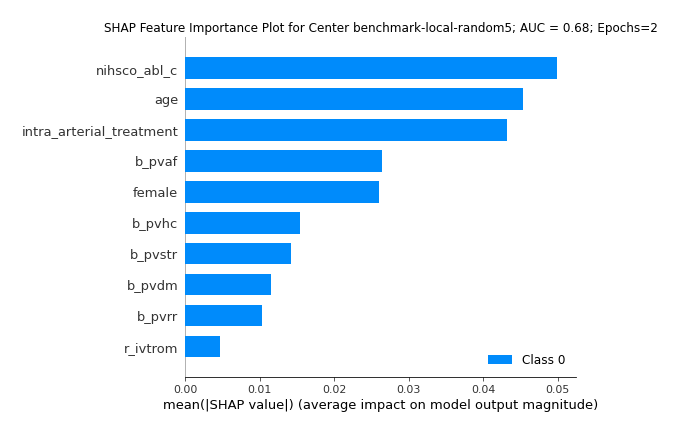 SHAP Feature Importance Plot for Center benchmark-local-random5; AUC = 0.68; Epochs=2
nihsco_abl_c
age
intra_arterial_treatment
b_pvaf
female
b_pvhc
b_pvstr
b_pvdm
b_pvrr
r_ivtrom
Class 0
0.00 0.01 0.02 0.03 0.04 0.05
mean(|SHAP value|) (average impact on model output magnitude)